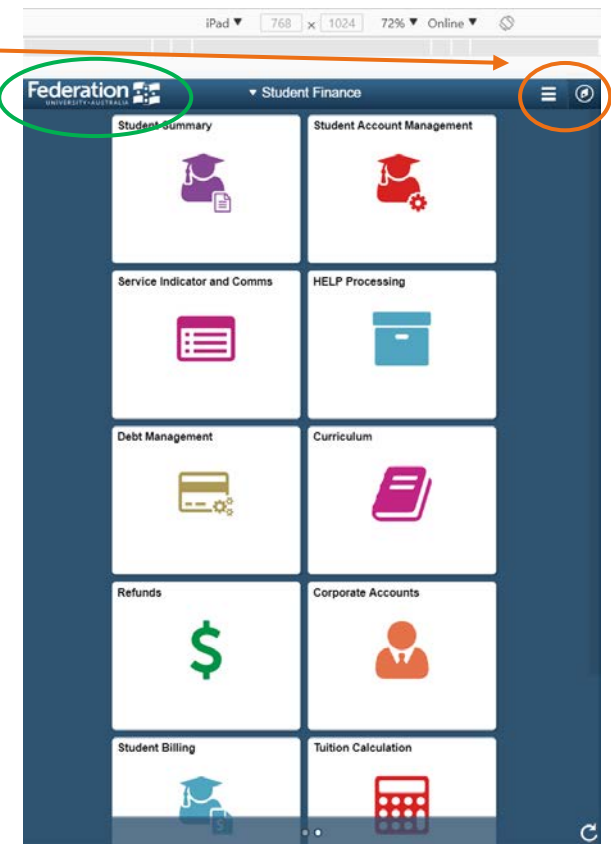 iPad ▼ 768 x 1024 72% ▼ Online ▼
Federation
UNIVERSITY•AUSTRALIA
▼ Student Finance
Student Summary
Student Account Management
Service Indicator and Comms
HELP Processing
Debt Management
Curriculum
Refunds
Corporate Accounts
$
Student Billing
Tuition Calculation
$